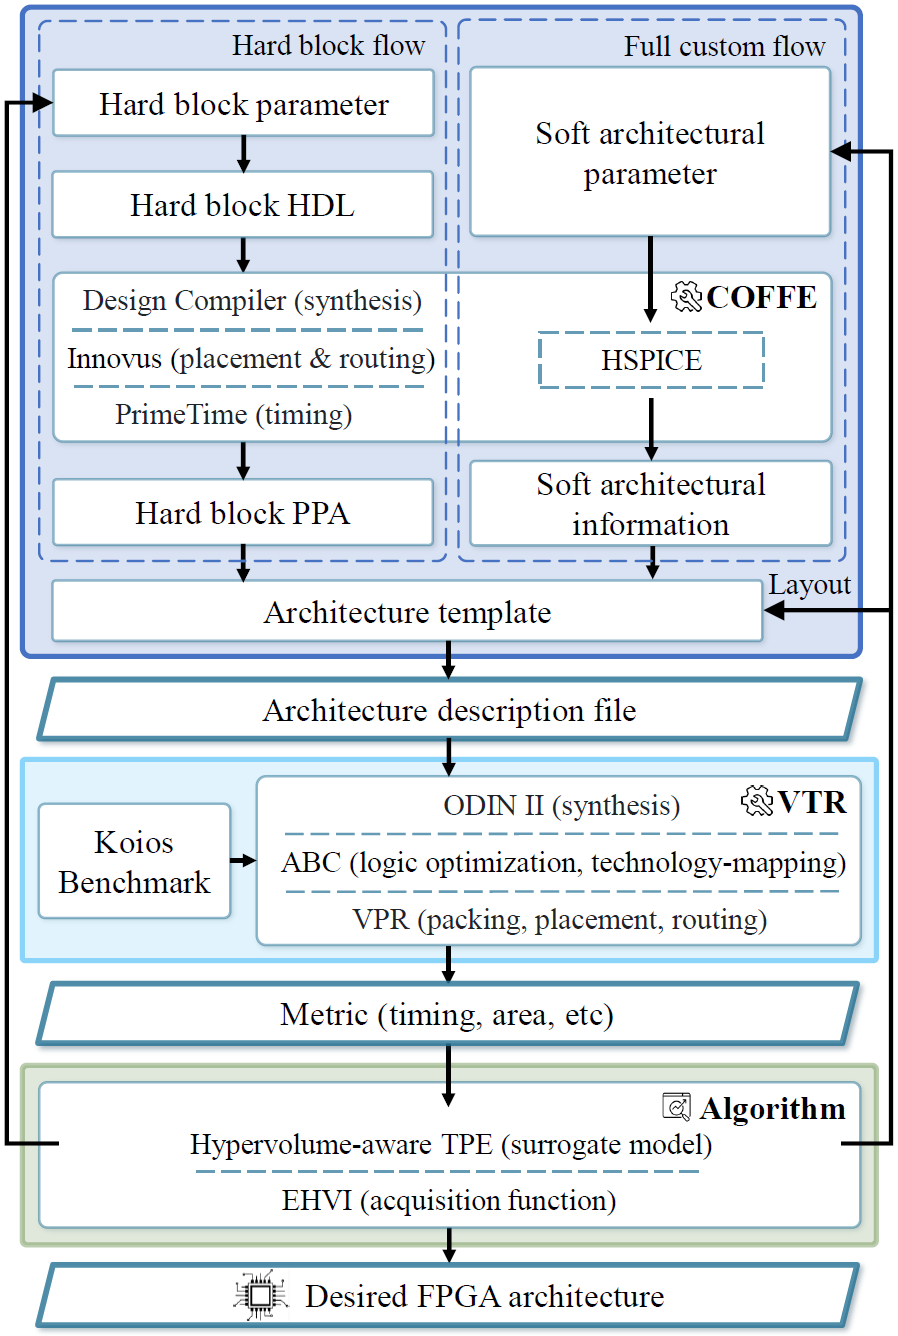 Hard block flow
Full custom flow
Hard block parameter
Soft architectural
parameter
Hard block HDL
Design Compiler (synthesis)
Innovus (placement & routing)
PrimeTime (timing)
COFFE
HSPICE
Hard block PPA
Soft architectural
information
Layout
Architecture template
Architecture description file
Koios
Benchmark
VTR
ODIN II (synthesis)
ABC (logic optimization, technology-mapping)
VPR (packing, placement, routing)
Metric (timing, area, etc)
Algorithm
Hypervolume-aware TPE (surrogate model)
EHVI (acquisition function)
Desired FPGA architecture